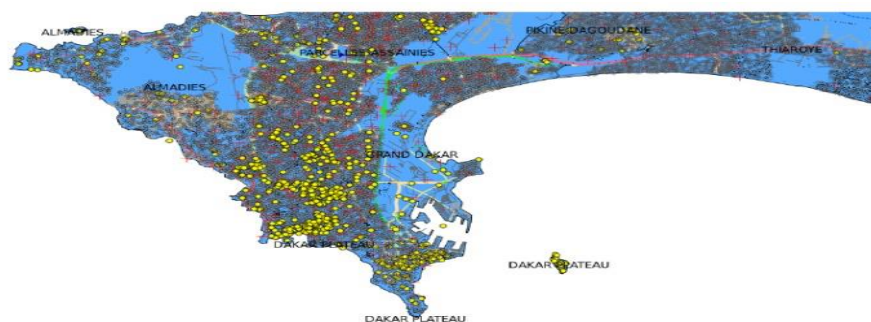 ALMADIES
PIKINE DAGOUDANE
PARCELLES ASSAINIES
THIAROYE
ALMADIES
GRAND DAKAR
DAKAR PLATEAU
DAKAR PLATEAU
DAKAR PLATEAU